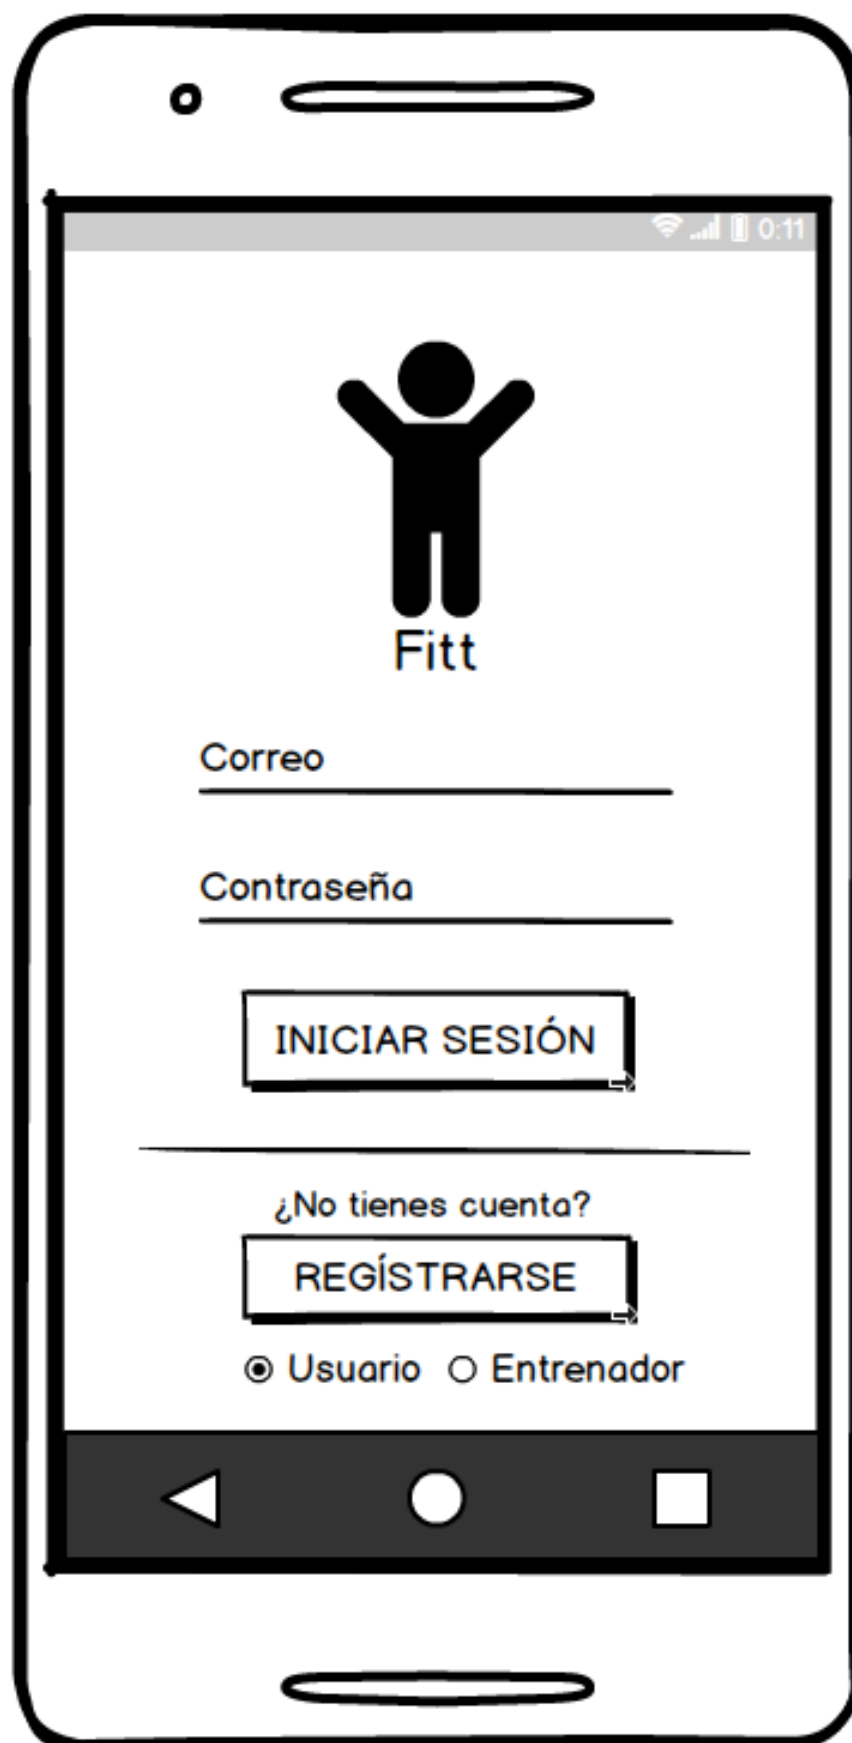 0:11
Fitt
Correo
Contraseña
INICIAR SESIÓN
¿No tienes cuenta?
REGÍSTRARSE
Usuario Entrenador